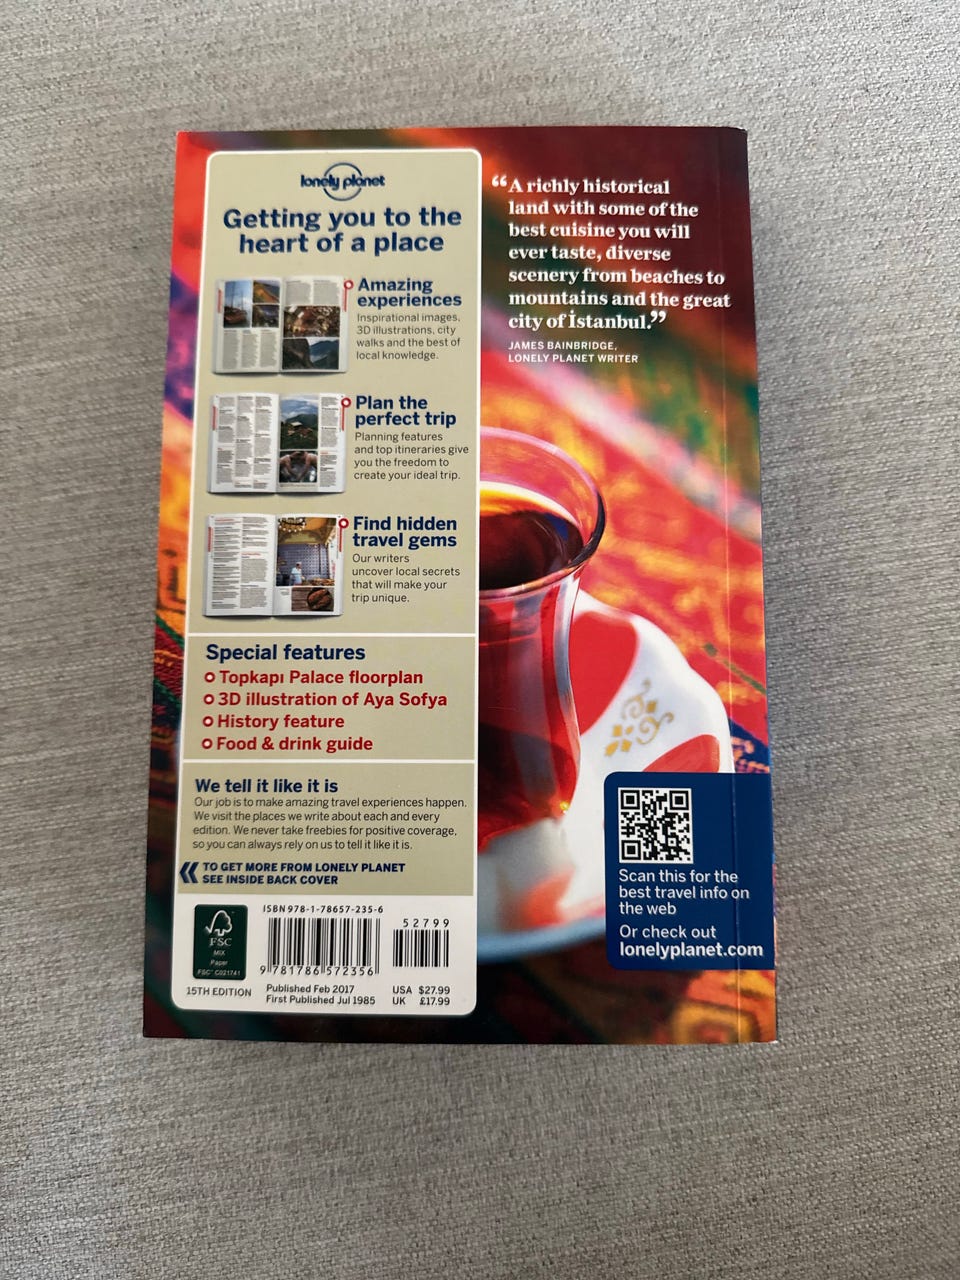 lonely planet
Getting you to the
heart of a place
Amazing
experiences
Inspirational images,
3D illustrations, city
walks and the best of
local knowledge.
Plan the
perfect trip
Planning features
and top itineraries give
you the freedom to
create your ideal trip.
Find hidden
travel gems
Our writers
uncover local secrets
that will make your
trip unique.
Special features
Topkapı Palace floorplan
3D illustration of Aya Sofya
History feature
Food & drink guide
We tell it like it is
Our job is to make amazing travel experiences happen.
We visit the places we write about each and every
edition. We never take freebies for positive coverage,
so you can always rely on us to tell it like it is.
TO GET MORE FROM LONELY PLANET
SEE INSIDE BACK COVER
FSC
MIX
Paper
FSC™ C021741
15TH EDITION
ISBN 978-1-78657-235-6
52799
9 781786 572356
Published Feb 2017
First Published Jul 1985
USA $27.99
UK £17.99
“A richly historical
land with some of the
best cuisine you will
ever taste, diverse
scenery from beaches to
mountains and the great
city of İstanbul.”
JAMES BAINBRIDGE,
LONELY PLANET WRITER
Scan this for the
best travel info on
the web
Or check out
lonelyplanet.com